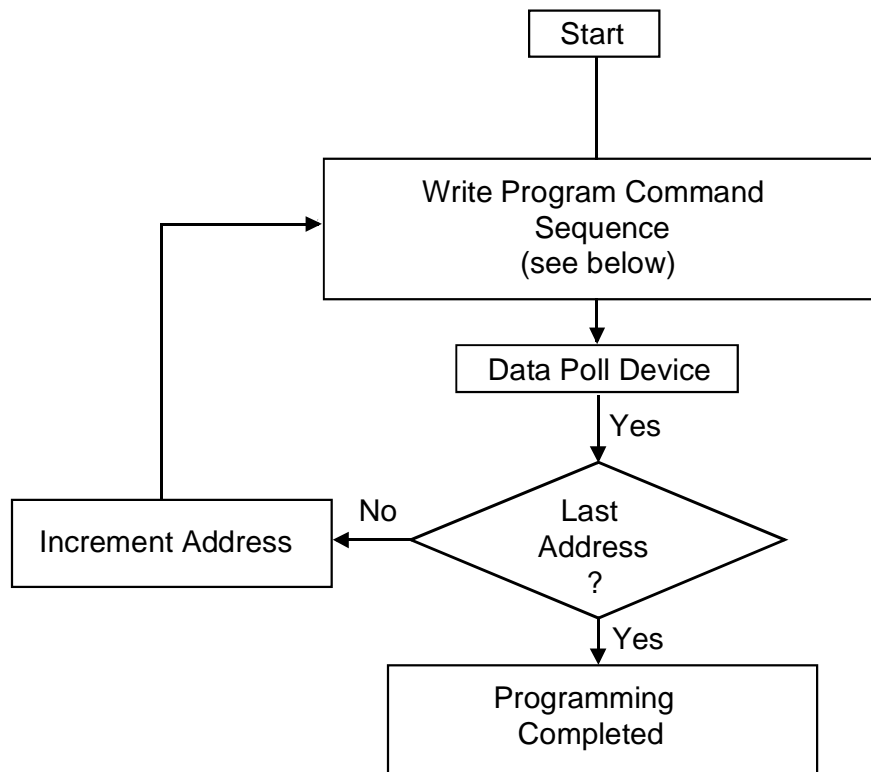 Start
Write Program Command
Sequence
(see below)
Data Poll Device
Yes
Increment Address
No
Last
Address
?
Yes
Programming
Completed